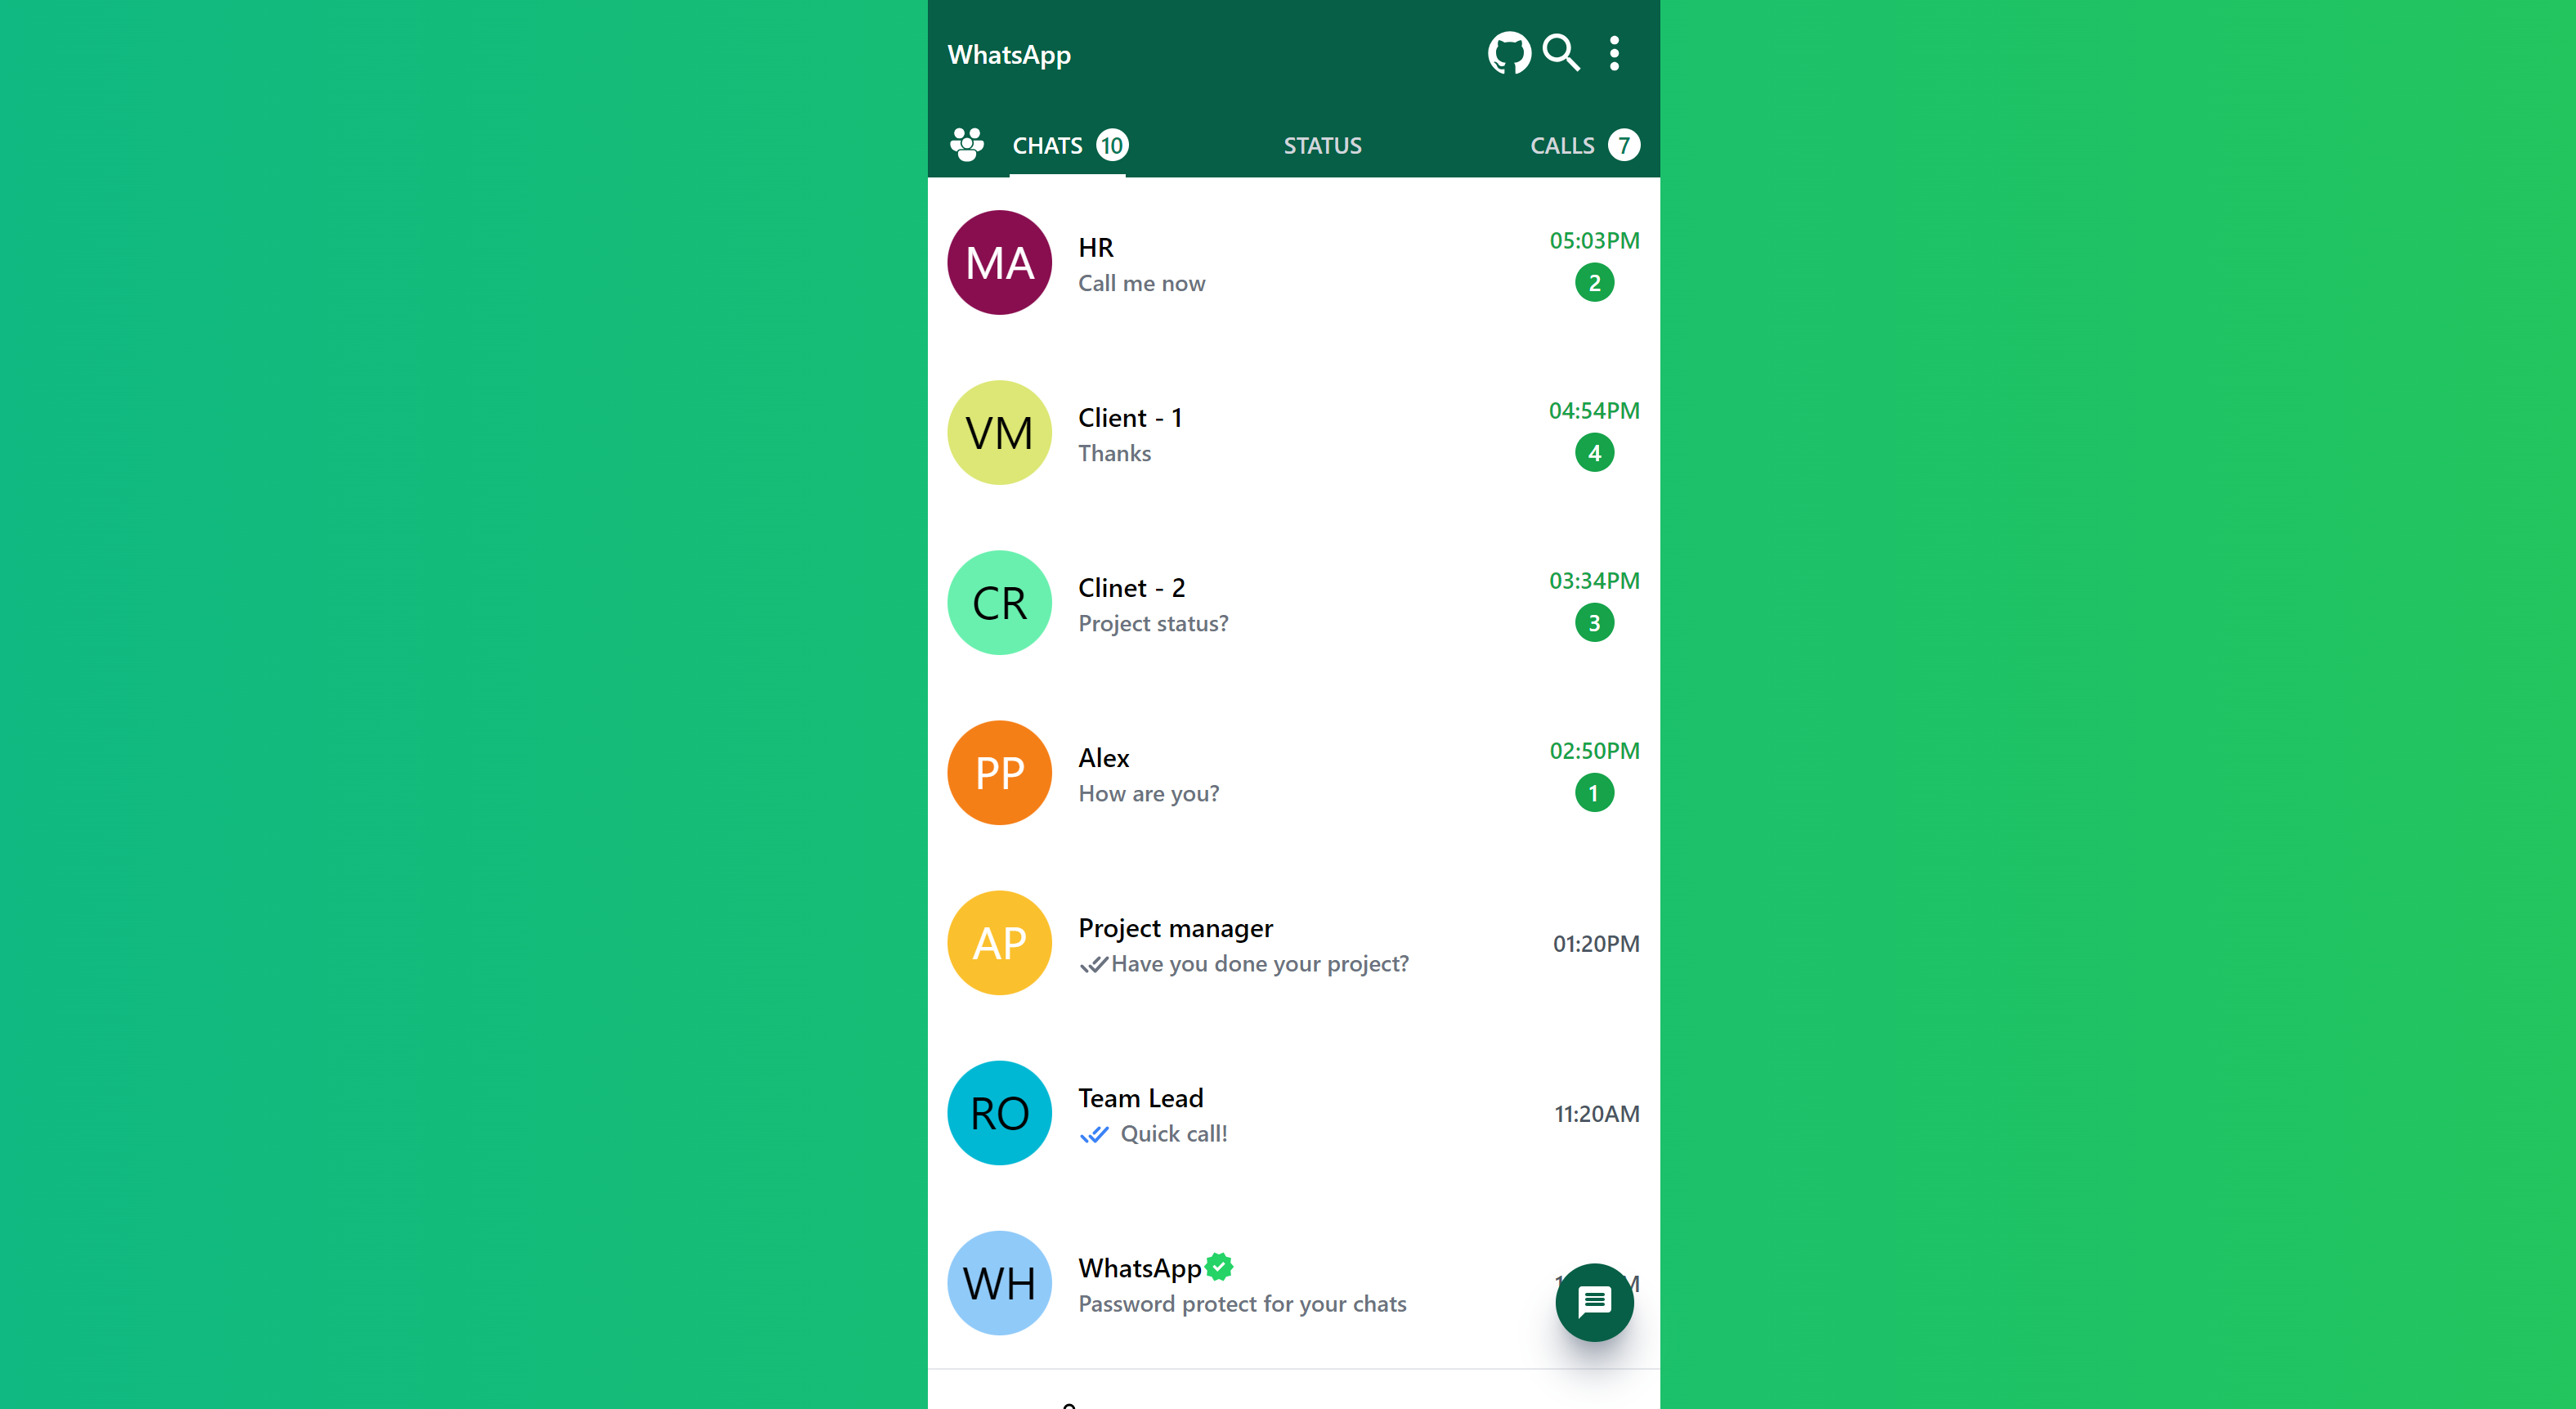 WhatsApp
CHATS 10 STATUS CALLS 7
MA HR 05:03PM
Call me now 2
VM Client - 1 04:54PM
Thanks 4
CR Clinet - 2 03:34PM
Project status? 3
PP Alex 02:50PM
How are you? 1
AP Project manager 01:20PM
Have you done your project?
RO Team Lead 11:20AM
Quick call!
WH WhatsApp
Password protect for your chats